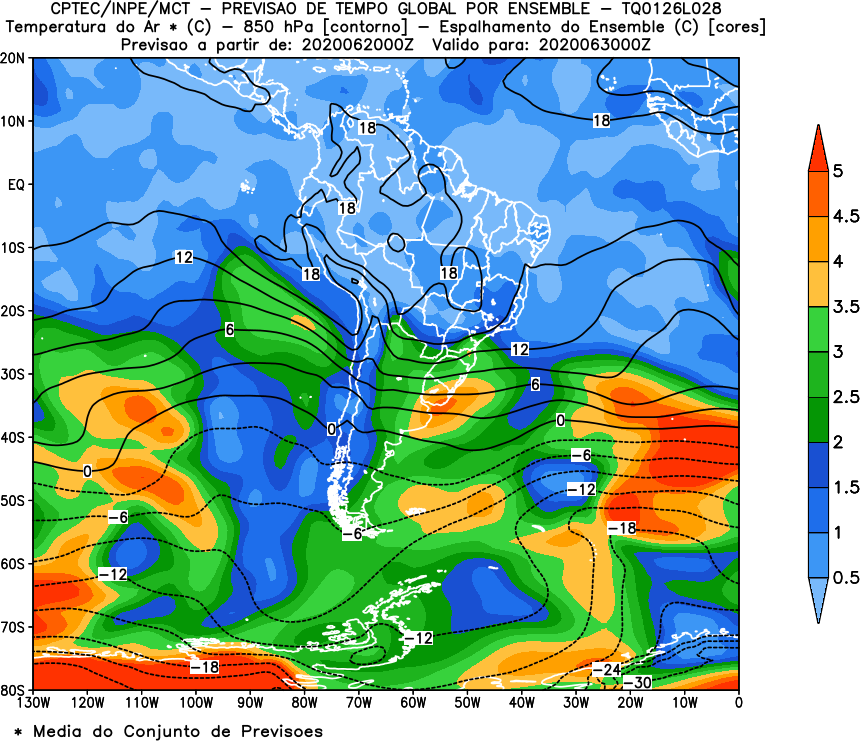 CPTEC/INPE/MCT – PREVISAO DE TEMPO GLOBAL POR ENSEMBLE – TQ0126L028
Temperatura do Ar * (C) – 850 hPa [contorno] – Espalhamento do Ensemble (C) [cores]
Previsao a partir de: 2020062000Z Valido para: 2020063000Z
20N
10N
EQ
10S
20S
30S
40S
50S
60S
70S
80S
18
18
18
18
18
12
12
6
6
0
0
0
−6
−6
−6
−12
−12
−12
−18
−18
−24
−30
5
4.5
4
3.5
3
2.5
2
1.5
1
0.5
130W 120W 110W 100W 90W 80W 70W 60W 50W 40W 30W 20W 10W 0
* Media do Conjunto de Previsoes